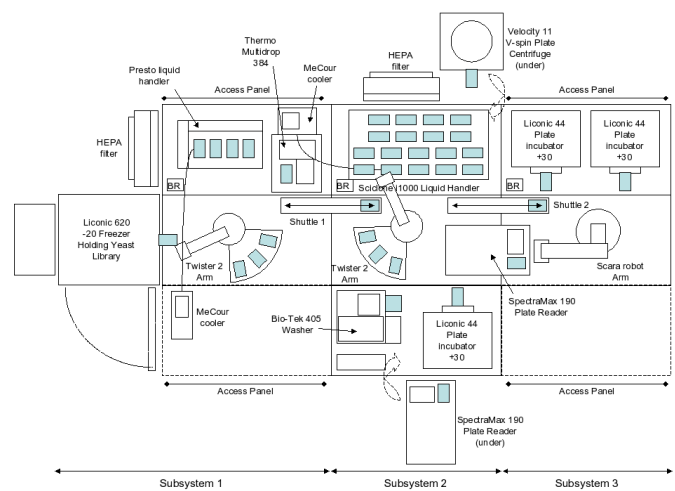 Velocity 11
V-spin Plate
Centrifuge
(under)
Thermo
Multidrop
384
MeCour
cooler
HEPA
filter
Presto liquid
handler
Access Panel
Access Panel
HEPA
filter
Liconic 44
Plate
incubator
+30
Liconic 44
Plate
incubator
+30
BR
BR
Sciclone i1000 Liquid Handler
BR
Shuttle 1
Shuttle 2
Liconic 620
-20 Freezer
Holding Yeast
Library
Twister 2
Arm
Twister 2
Arm
Scara robot
Arm
MeCour
cooler
Bio-Tek 405
Washer
Liconic 44
Plate
incubator
+30
SpectraMax 190
Plate Reader
Access Panel
Access Panel
SpectraMax 190
Plate Reader
(under)
Subsystem 1
Subsystem 2
Subsystem 3